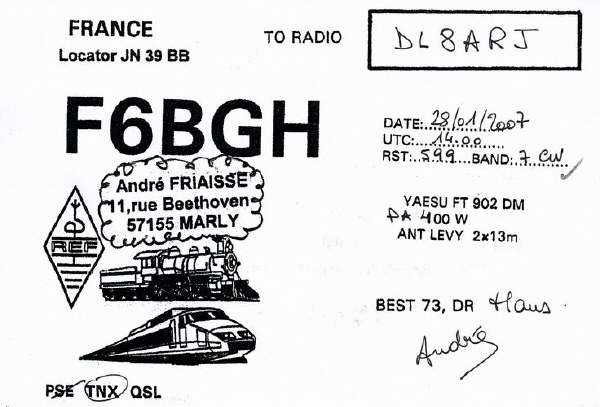 FRANCE
Locator JN 39 BB
TO RADIO
DL8ARJ
F6BGH
DATE: 28/01/2007
UTC: 14.00
RST: 599 BAND: 7 CW
André FRIAISSE
11, rue Beethoven
57155 MARLY
REF
YAESU FT 902 DM
PA 400 W
ANT LEVY 2x13m
BEST 73, DR Hans
André
PSE TNX QSL